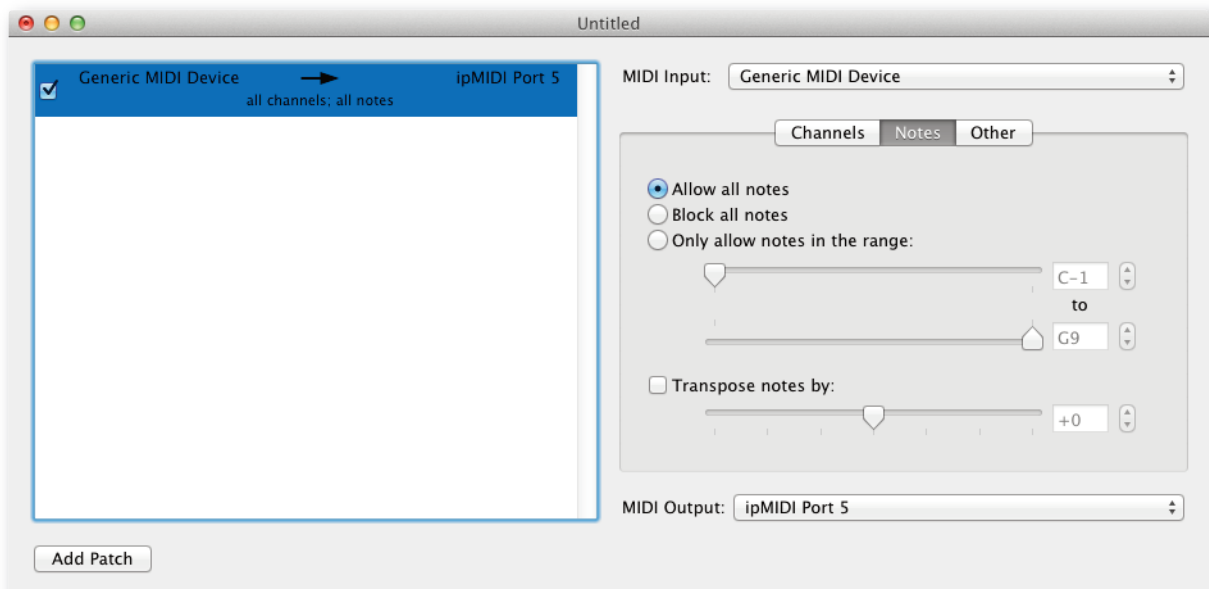 Untitled
Generic MIDI Device → ipMIDI Port 5
all channels; all notes
MIDI Input: Generic MIDI Device
Channels Notes Other
Allow all notes
Block all notes
Only allow notes in the range:
C-1
to
G9
Transpose notes by:
+0
MIDI Output: ipMIDI Port 5
Add Patch